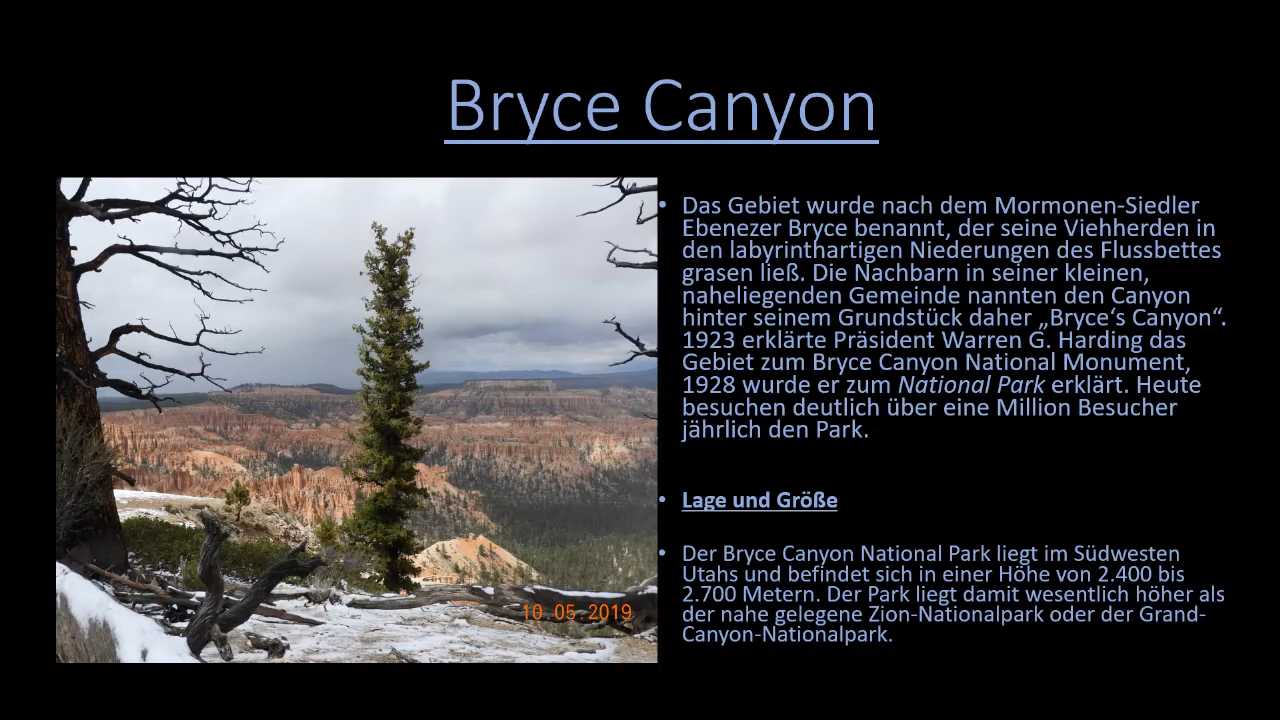 Bryce Canyon
• Das Gebiet wurde nach dem Mormonen-Siedler
Ebenezer Bryce benannt, der seine Viehherden in
den labyrinthartigen Niederungen des Flussbettes
grasen ließ. Die Nachbarn in seiner kleinen,
naheliegenden Gemeinde nannten den Canyon
hinter seinem Grundstück daher „Bryce‘s Canyon“.
1923 erklärte Präsident Warren G. Harding das
Gebiet zum Bryce Canyon National Monument,
1928 wurde er zum National Park erklärt. Heute
besuchen deutlich über eine Million Besucher
jährlich den Park.
• Lage und Größe
• Der Bryce Canyon National Park liegt im Südwesten
Utahs und befindet sich in einer Höhe von 2.400 bis
2.700 Metern. Der Park liegt damit wesentlich höher als
der nahe gelegene Zion-Nationalpark oder der Grand-
Canyon-Nationalpark.
10.05.2019